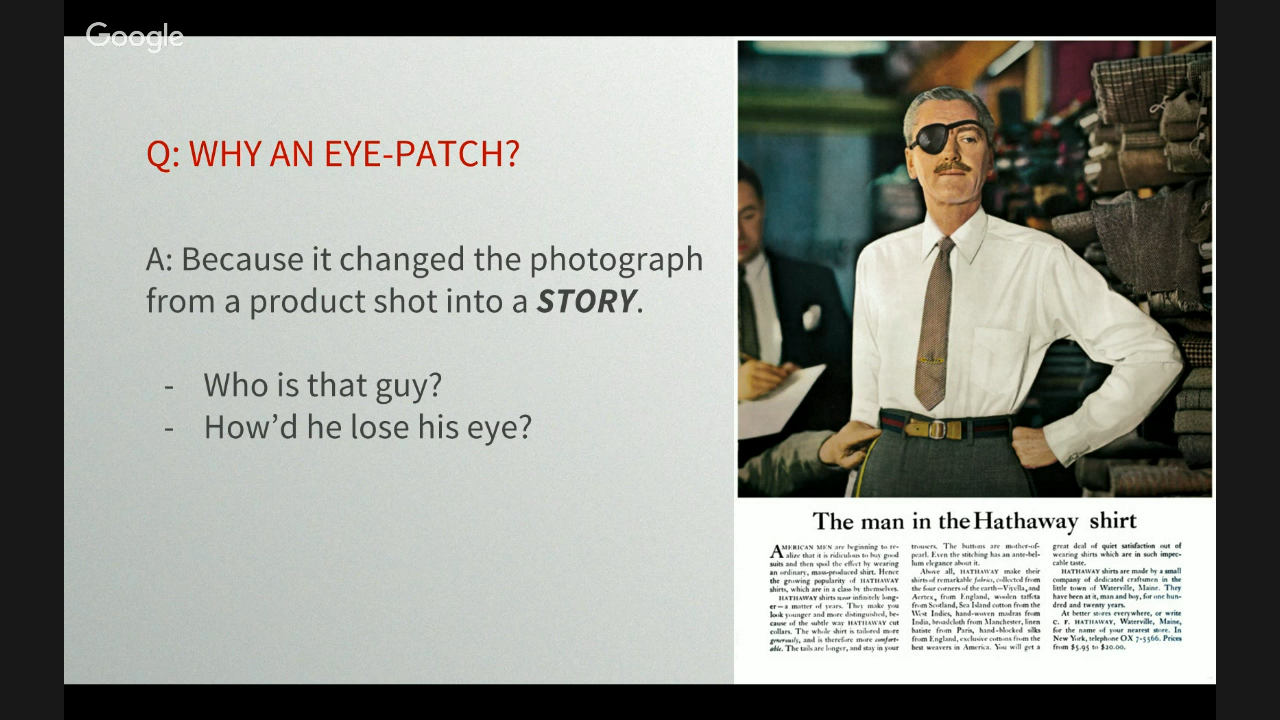 Google
Q: WHY AN EYE-PATCH?
A: Because it changed the photograph
from a product shot into a STORY.
- Who is that guy?
- How'd he lose his eye?
The man in the Hathaway shirt
AMERICAN MEN are beginning to re-
alize that it is ridiculous to buy good
suits and then spoil the effect by wearing
an ordinary, mass-produced shirt. Hence
the growing popularity of HATHAWAY
shirts, which are in a class by themselves.
HATHAWAY shirts wear infinitely long-
er—a matter of years. They make you
look younger and more distinguished, be-
cause of the subtle way HATHAWAY cut
collars. The whole shirt is tailored more
generously, and is therefore more comfort-
able. The tails are longer, and stay in your
trousers. The buttons are mother-of-
pearl. Even the stitching has an ante-bel-
lum elegance about it.
Above all, HATHAWAY make their
shirts of remarkable fabrics, collected from
the four corners of the earth—Viyella, and
Aertex, from England, woolen taffeta
from Scotland, Sea Island cotton from the
West Indies, hand-woven madras from
India, broadcloth from Manchester, linen
batiste from Paris, hand-blocked silks
from England, exclusive cottons from the
best weavers in America. You will get a
great deal of quiet satisfaction out of
wearing shirts which are in such impec-
cable taste.
HATHAWAY shirts are made by a small
company of dedicated craftsmen in the
little town of Waterville, Maine. They
have been at it, man and boy, for one hun-
dred and twenty years.
At better stores everywhere, or write
C. F. HATHAWAY, Waterville, Maine,
for the name of your nearest store. In
New York, telephone OX 7-5566. Prices
from $5.95 to $20.00.